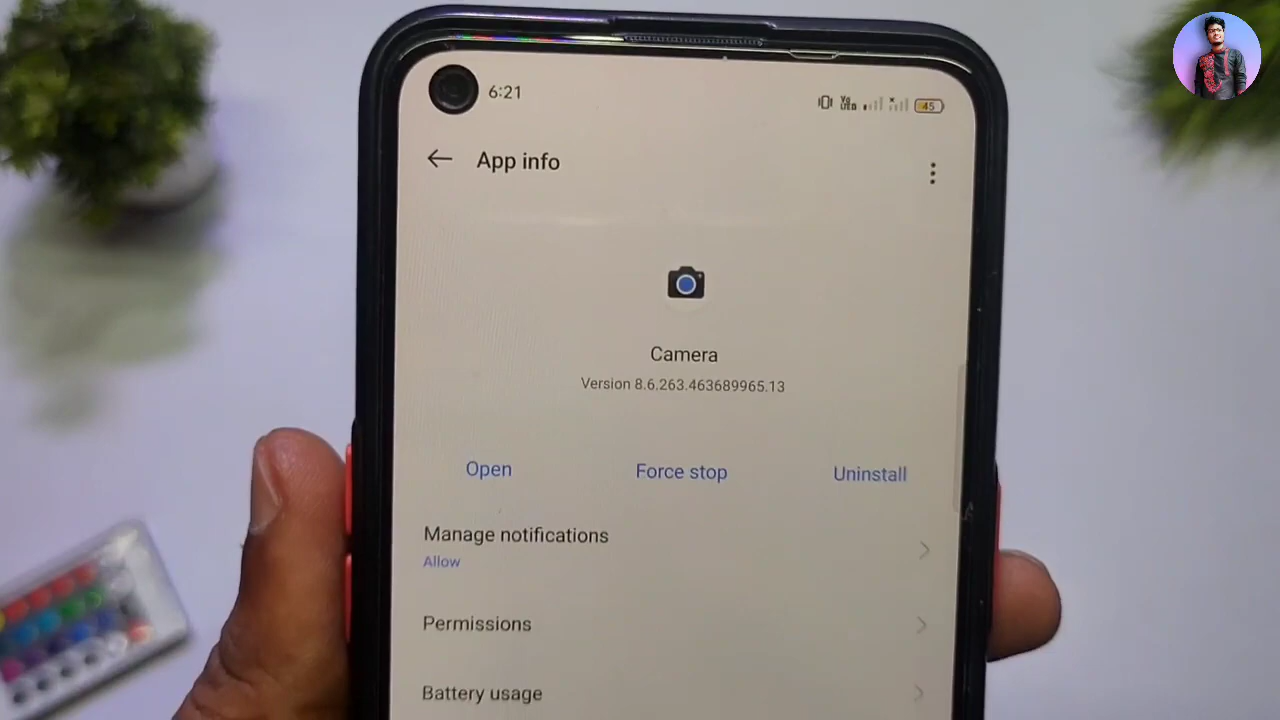 6:21
45
App info
Camera
Version 8.6.263.463689965.13
Open Force stop Uninstall
Manage notifications
Allow
Permissions
Battery usage